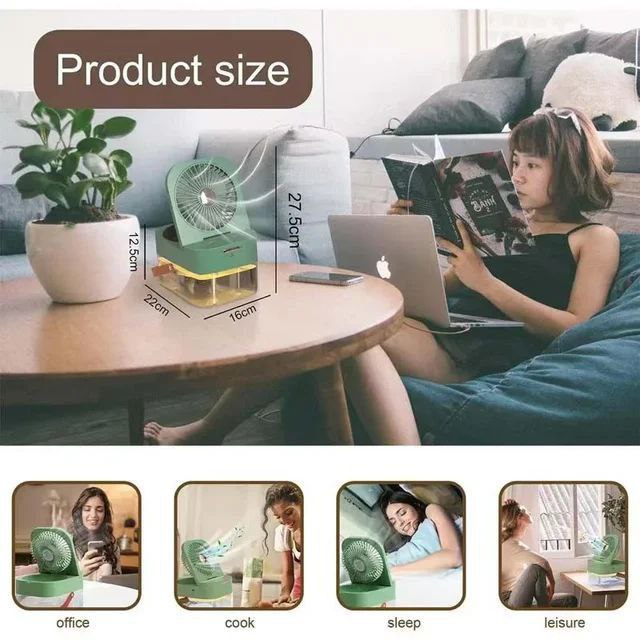 Product size
27.5cm
12.5cm
22cm
16cm
office
cook
sleep
leisure